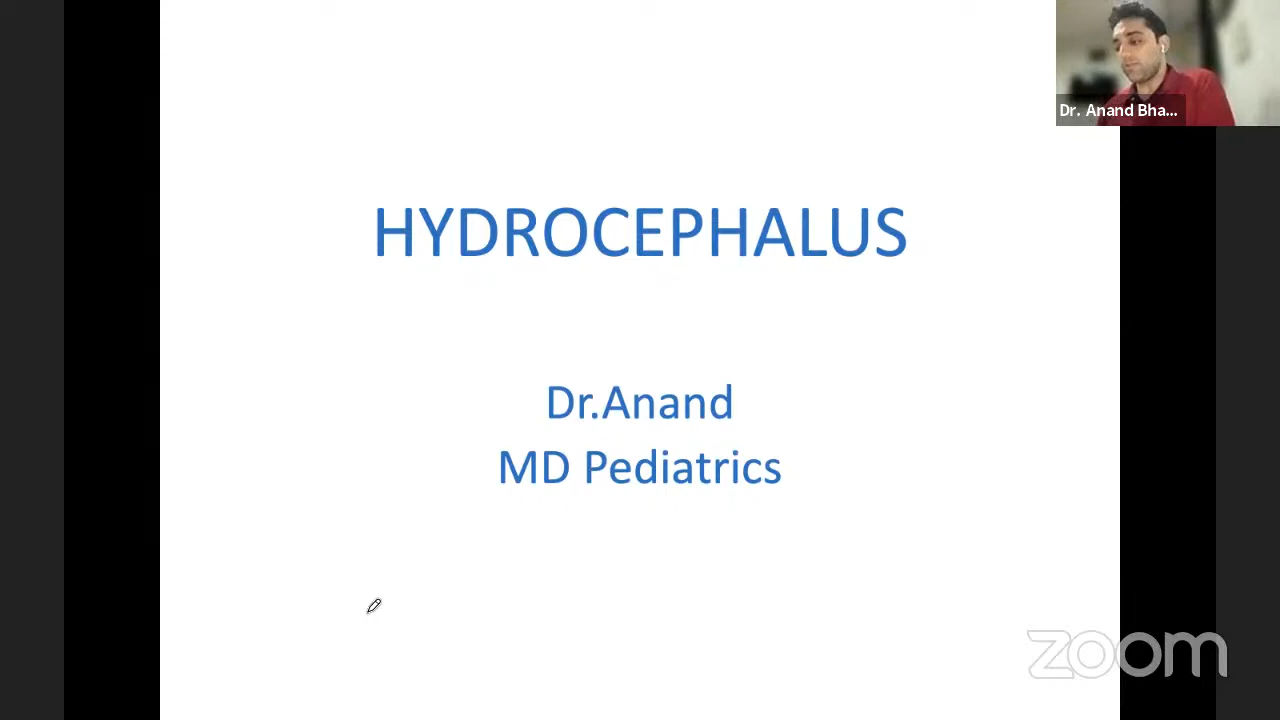 HYDROCEPHALUS
Dr.Anand
MD Pediatrics
Dr. Anand Bha...
zoom